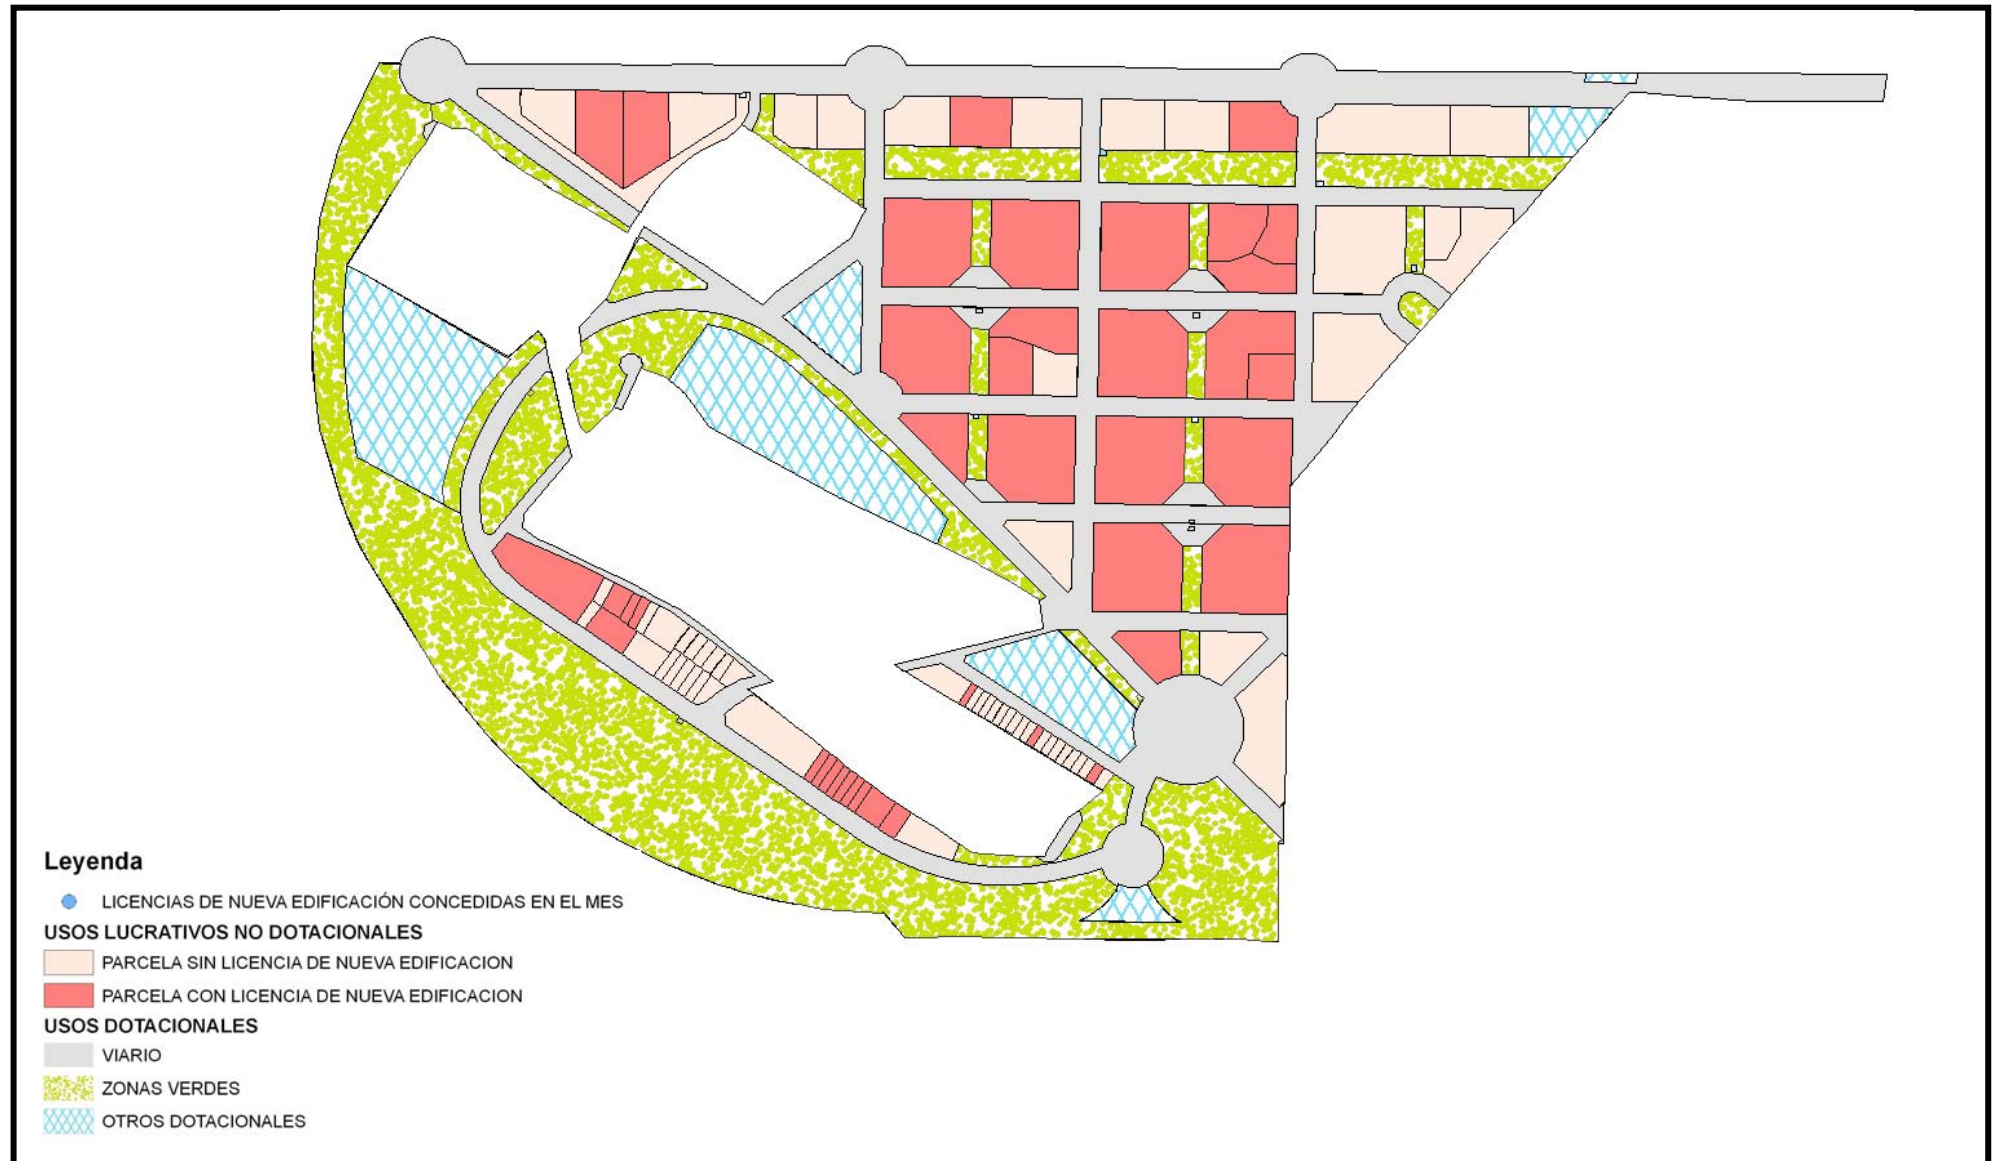 Leyenda
LICENCIAS DE NUEVA EDIFICACIÓN CONCEDIDAS EN EL MES
USOS LUCRATIVOS NO DOTACIONALES
PARCELA SIN LICENCIA DE NUEVA EDIFICACION
PARCELA CON LICENCIA DE NUEVA EDIFICACION
USOS DOTACIONALES
VIARIO
ZONAS VERDES
OTROS DOTACIONALES